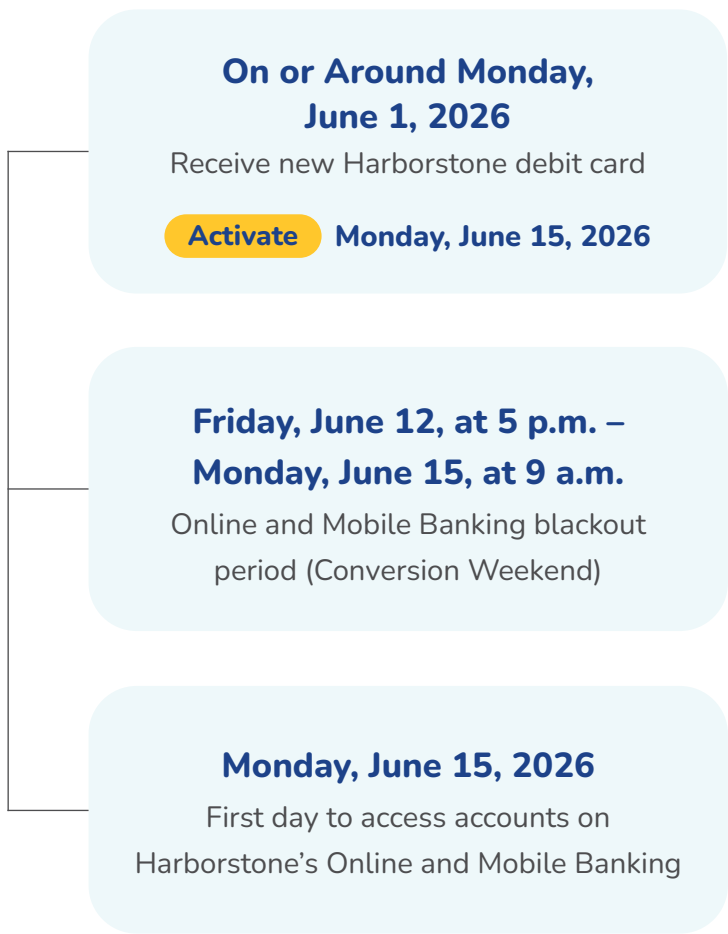 On or Around Monday,
June 1, 2026
Receive new Harborstone debit card
Activate Monday, June 15, 2026
Friday, June 12, at 5 p.m. –
Monday, June 15, at 9 a.m.
Online and Mobile Banking blackout
period (Conversion Weekend)
Monday, June 15, 2026
First day to access accounts on
Harborstone’s Online and Mobile Banking